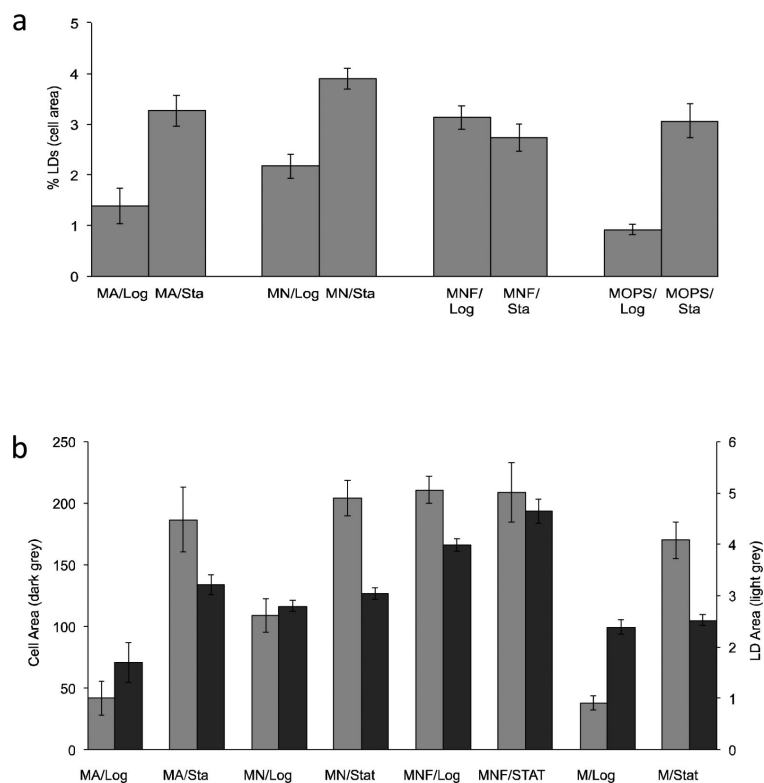 a
5
4
3
2
1
0
% LDs (cell area)
MA/Log MA/Sta MN/Log MN/Sta MNF/ MNF/ MOPS/ MOPS/
Log Sta Log Sta
b
250
200
150
100
50
0
Cell Area (dark grey)
6
5
4
3
2
1
0
LD Area (light grey)
MA/Log MA/Sta MN/Log MN/Stat MNF/Log MNF/STAT M/Log M/Stat